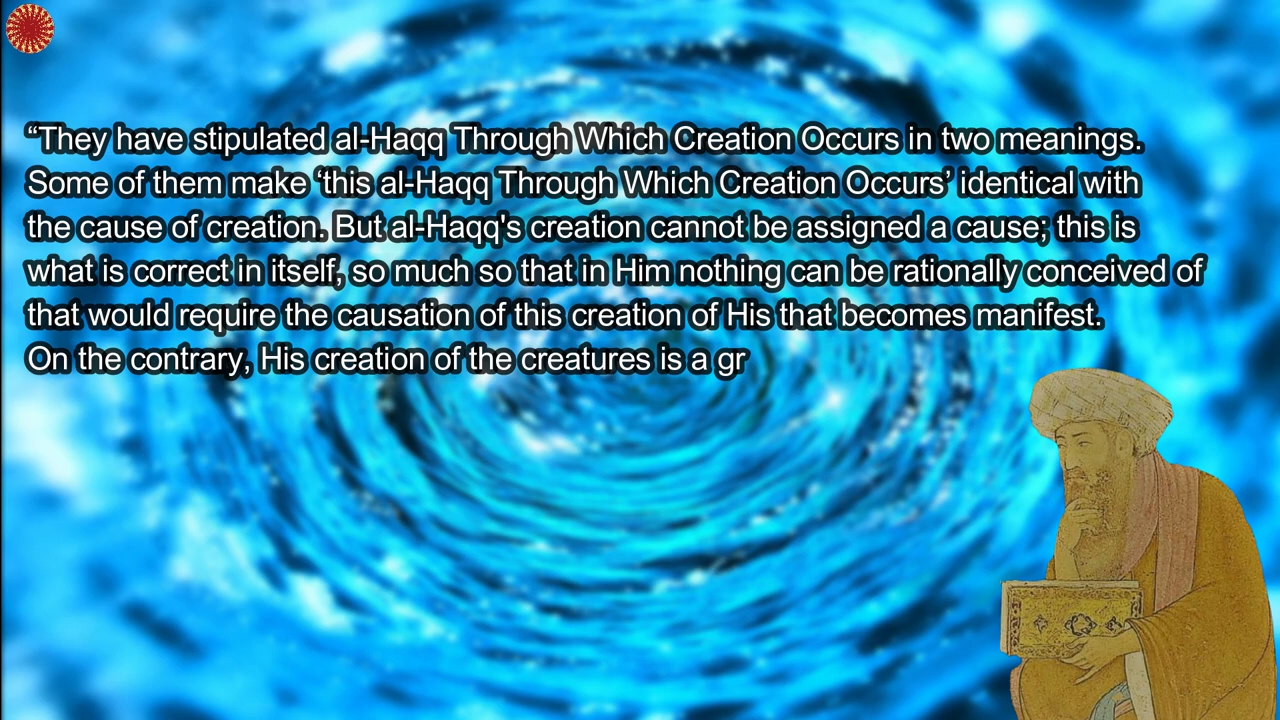 “They have stipulated al-Haqq Through Which Creation Occurs in two meanings.
Some of them make ‘this al-Haqq Through Which Creation Occurs’ identical with
the cause of creation. But al-Haqq's creation cannot be assigned a cause; this is
what is correct in itself, so much so that in Him nothing can be rationally conceived of
that would require the causation of this creation of His that becomes manifest.
On the contrary, His creation of the creatures is a gr